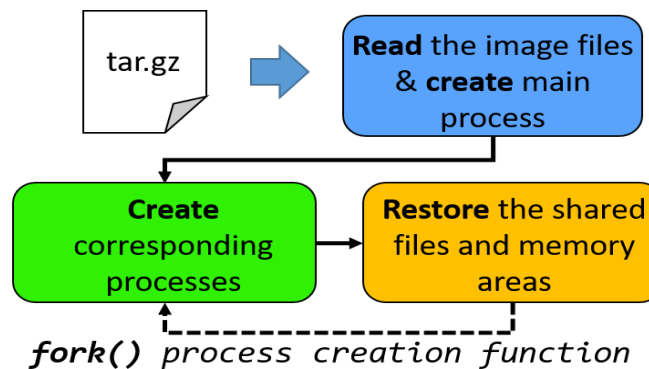 tar.gz
Read the image files
& create main
process
Create
corresponding
processes
Restore the shared
files and memory
areas
fork() process creation function